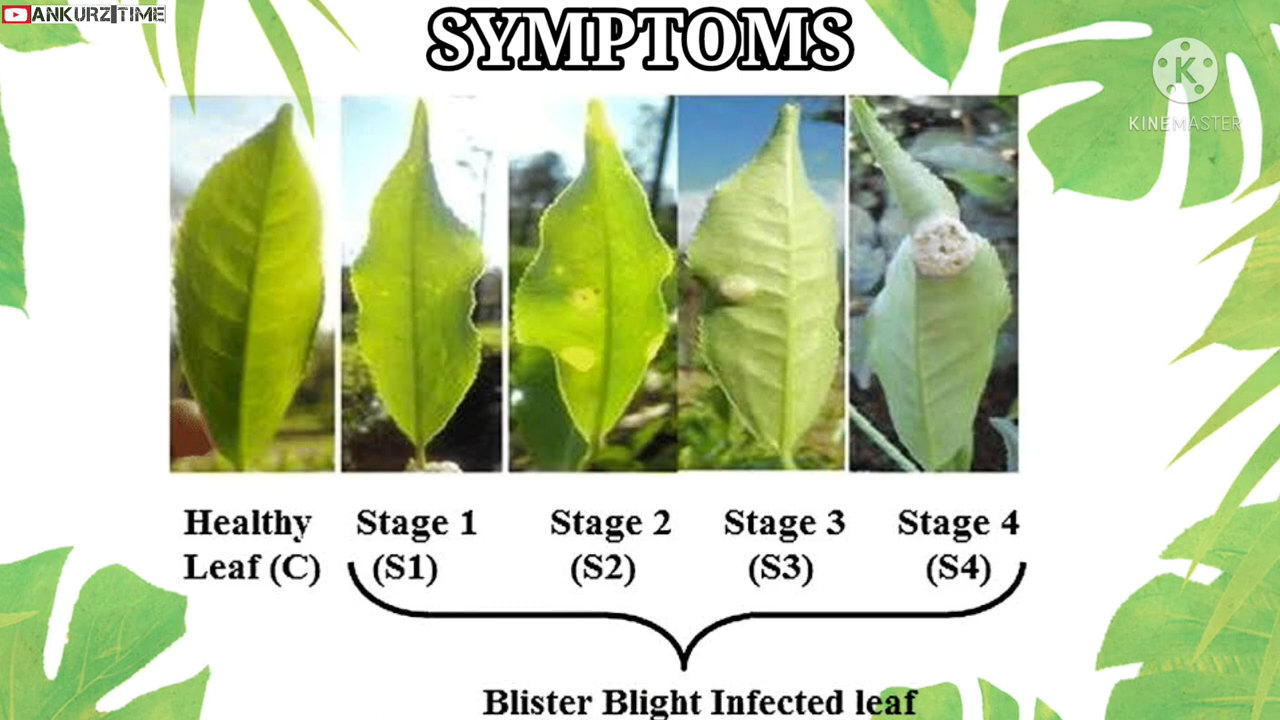 ANKURZ|TIME
SYMPTOMS
KINEMASTER
Healthy Leaf (C)
Stage 1 (S1)
Stage 2 (S2)
Stage 3 (S3)
Stage 4 (S4)
Blister Blight Infected leaf